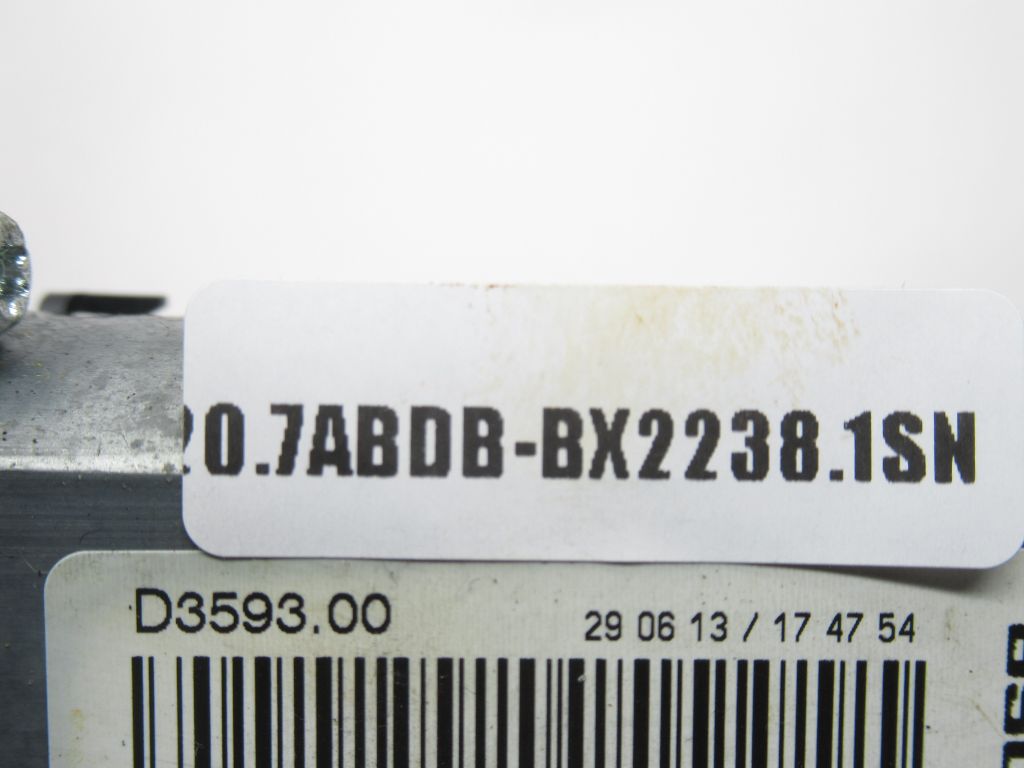 20.7ABDB-BX2238.1SN
D3593.00
29 06 13 / 17 47 54